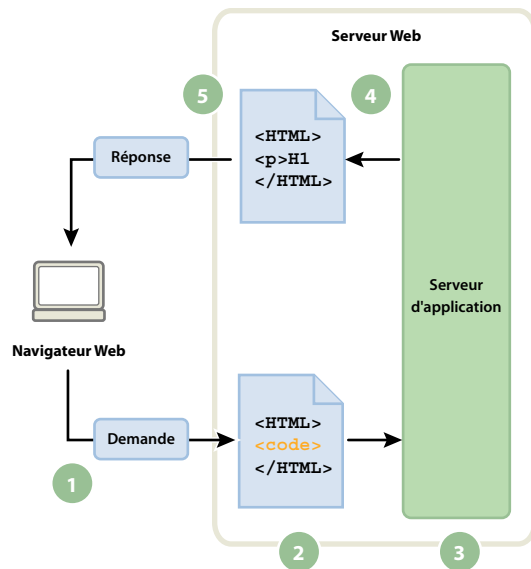 Serveur Web
5
4
<HTML>
<p>H1
</HTML>
Réponse
Serveur
d'application
Navigateur Web
<HTML>
<code>
</HTML>
Demande
1
2
3